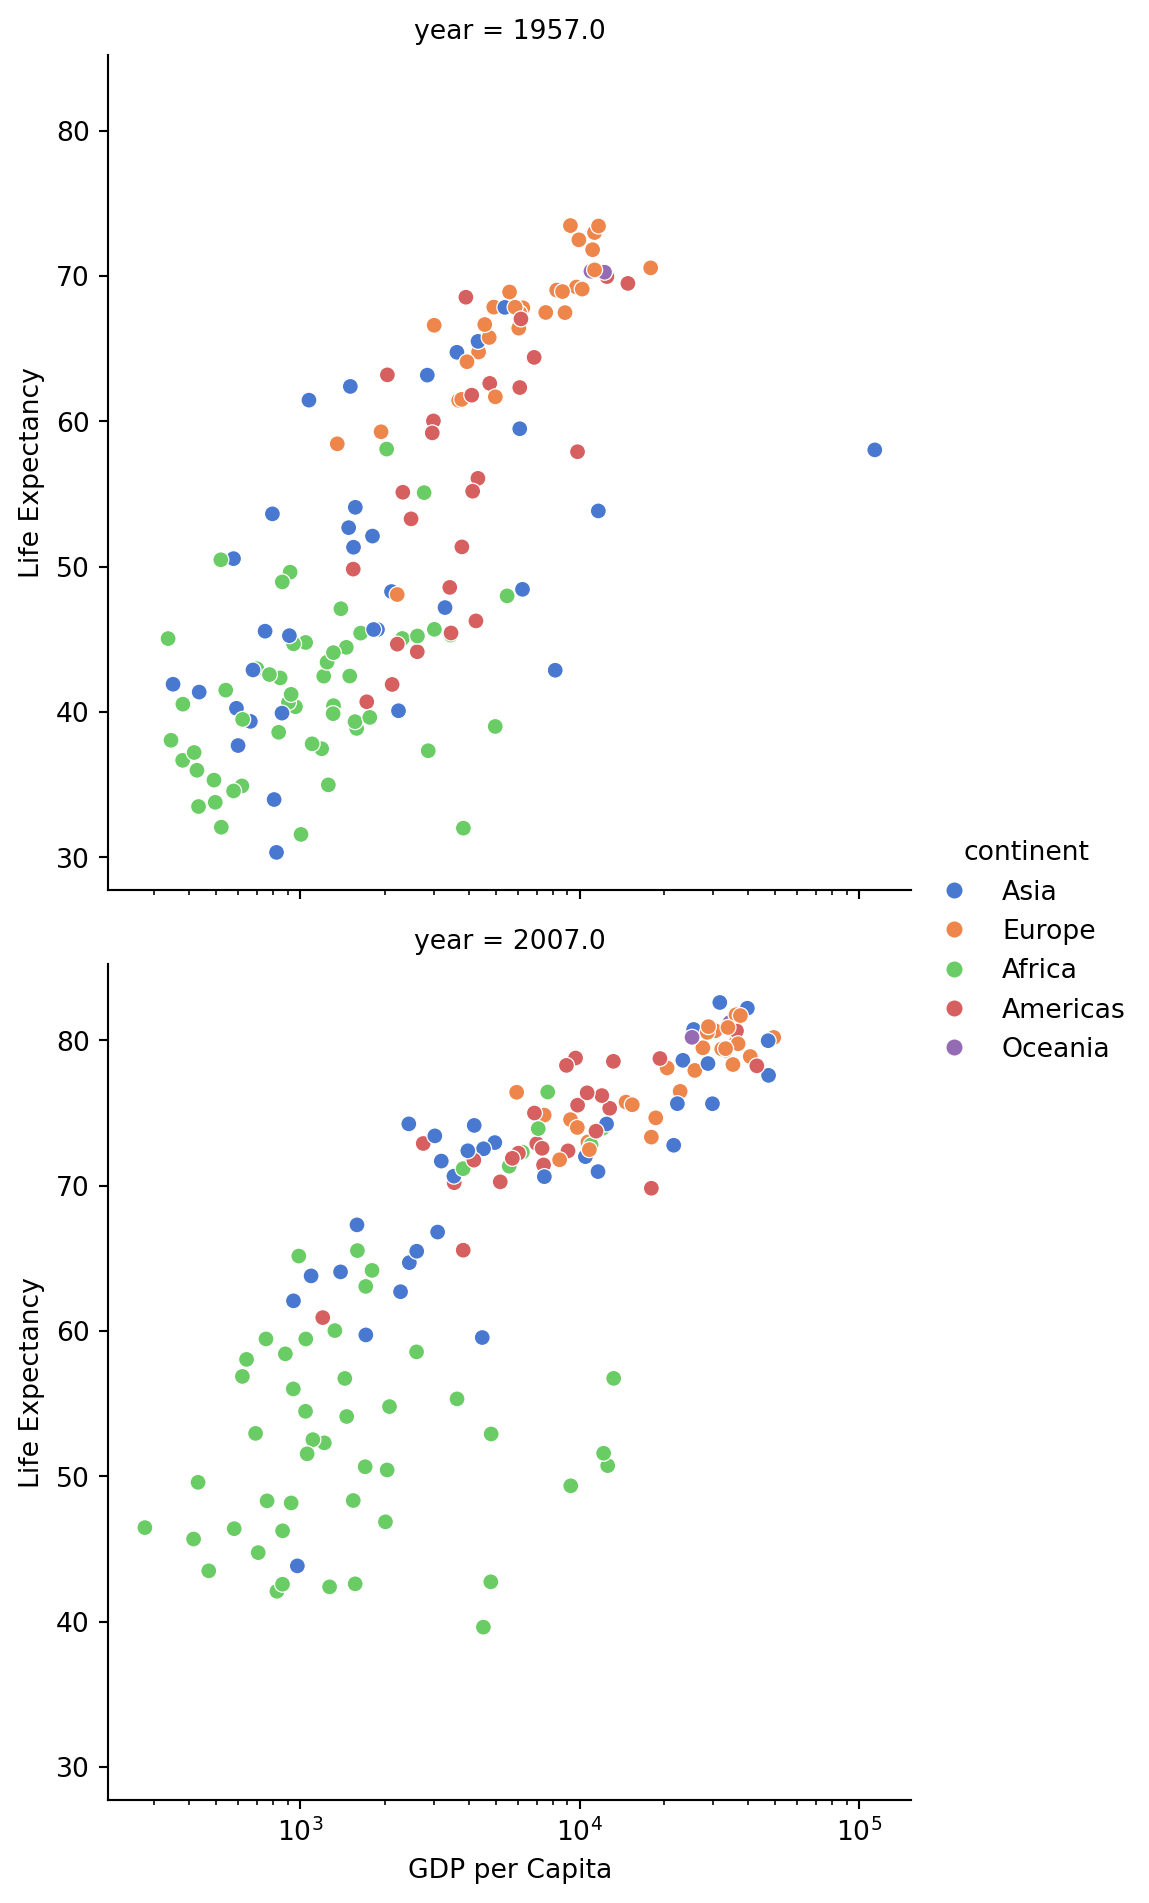 year = 1957.0
80
70
60
50
40
30
Life Expectancy
continent
Asia
Europe
Africa
Americas
Oceania
year = 2007.0
80
70
60
50
40
30
Life Expectancy
10³ 10⁴ 10⁵
GDP per Capita